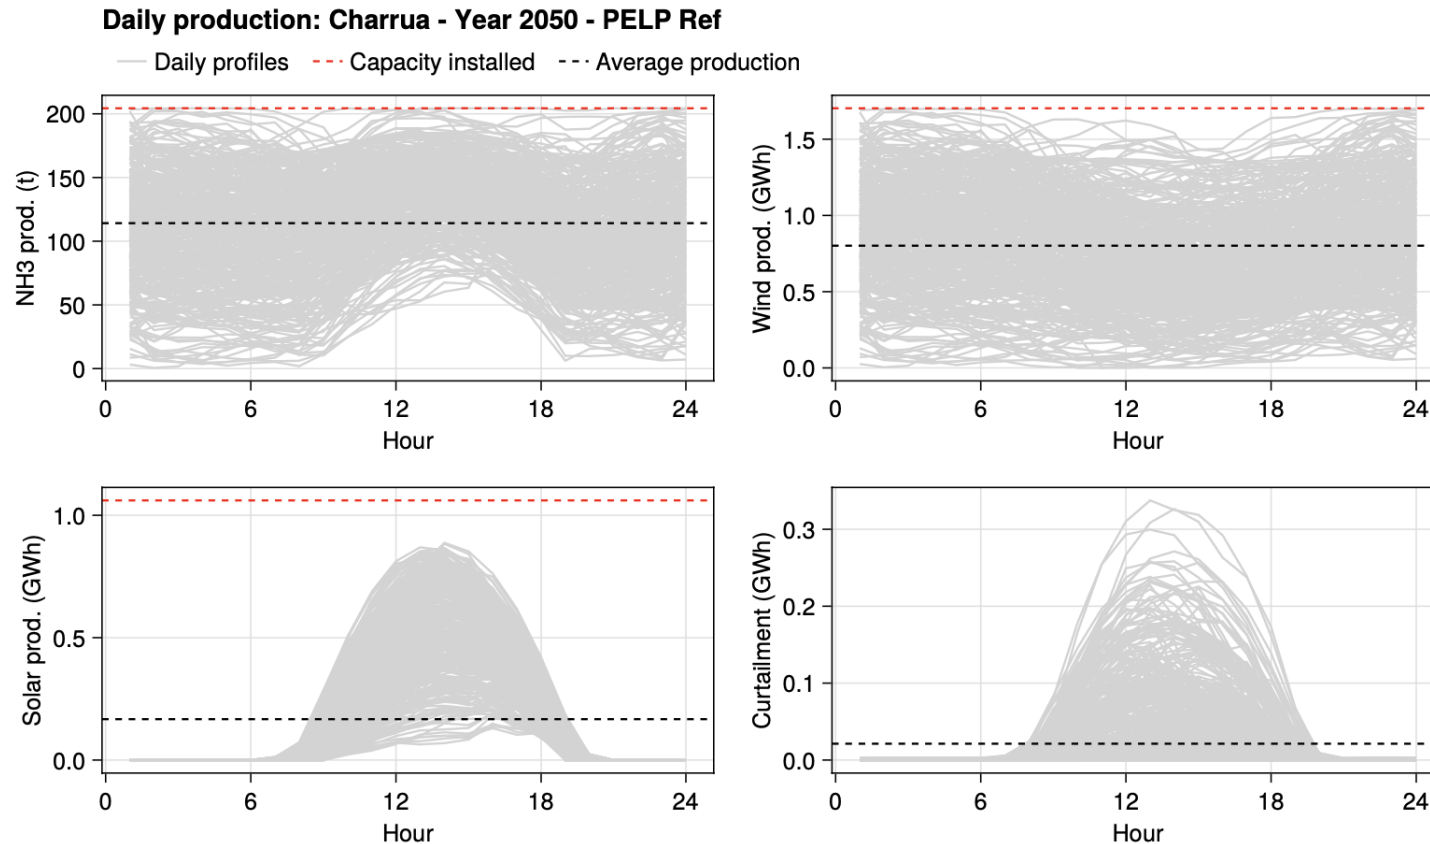 Daily production: Charrua - Year 2050 - PELP Ref
Daily profiles Capacity installed Average production
NH3 prod. (t)
200
150
100
50
0
0 6 12 18 24
Hour
Wind prod. (GWh)
1.5
1.0
0.5
0.0
0 6 12 18 24
Hour
Solar prod. (GWh)
1.0
0.5
0.0
0 6 12 18 24
Hour
Curtailment (GWh)
0.3
0.2
0.1
0.0
0 6 12 18 24
Hour